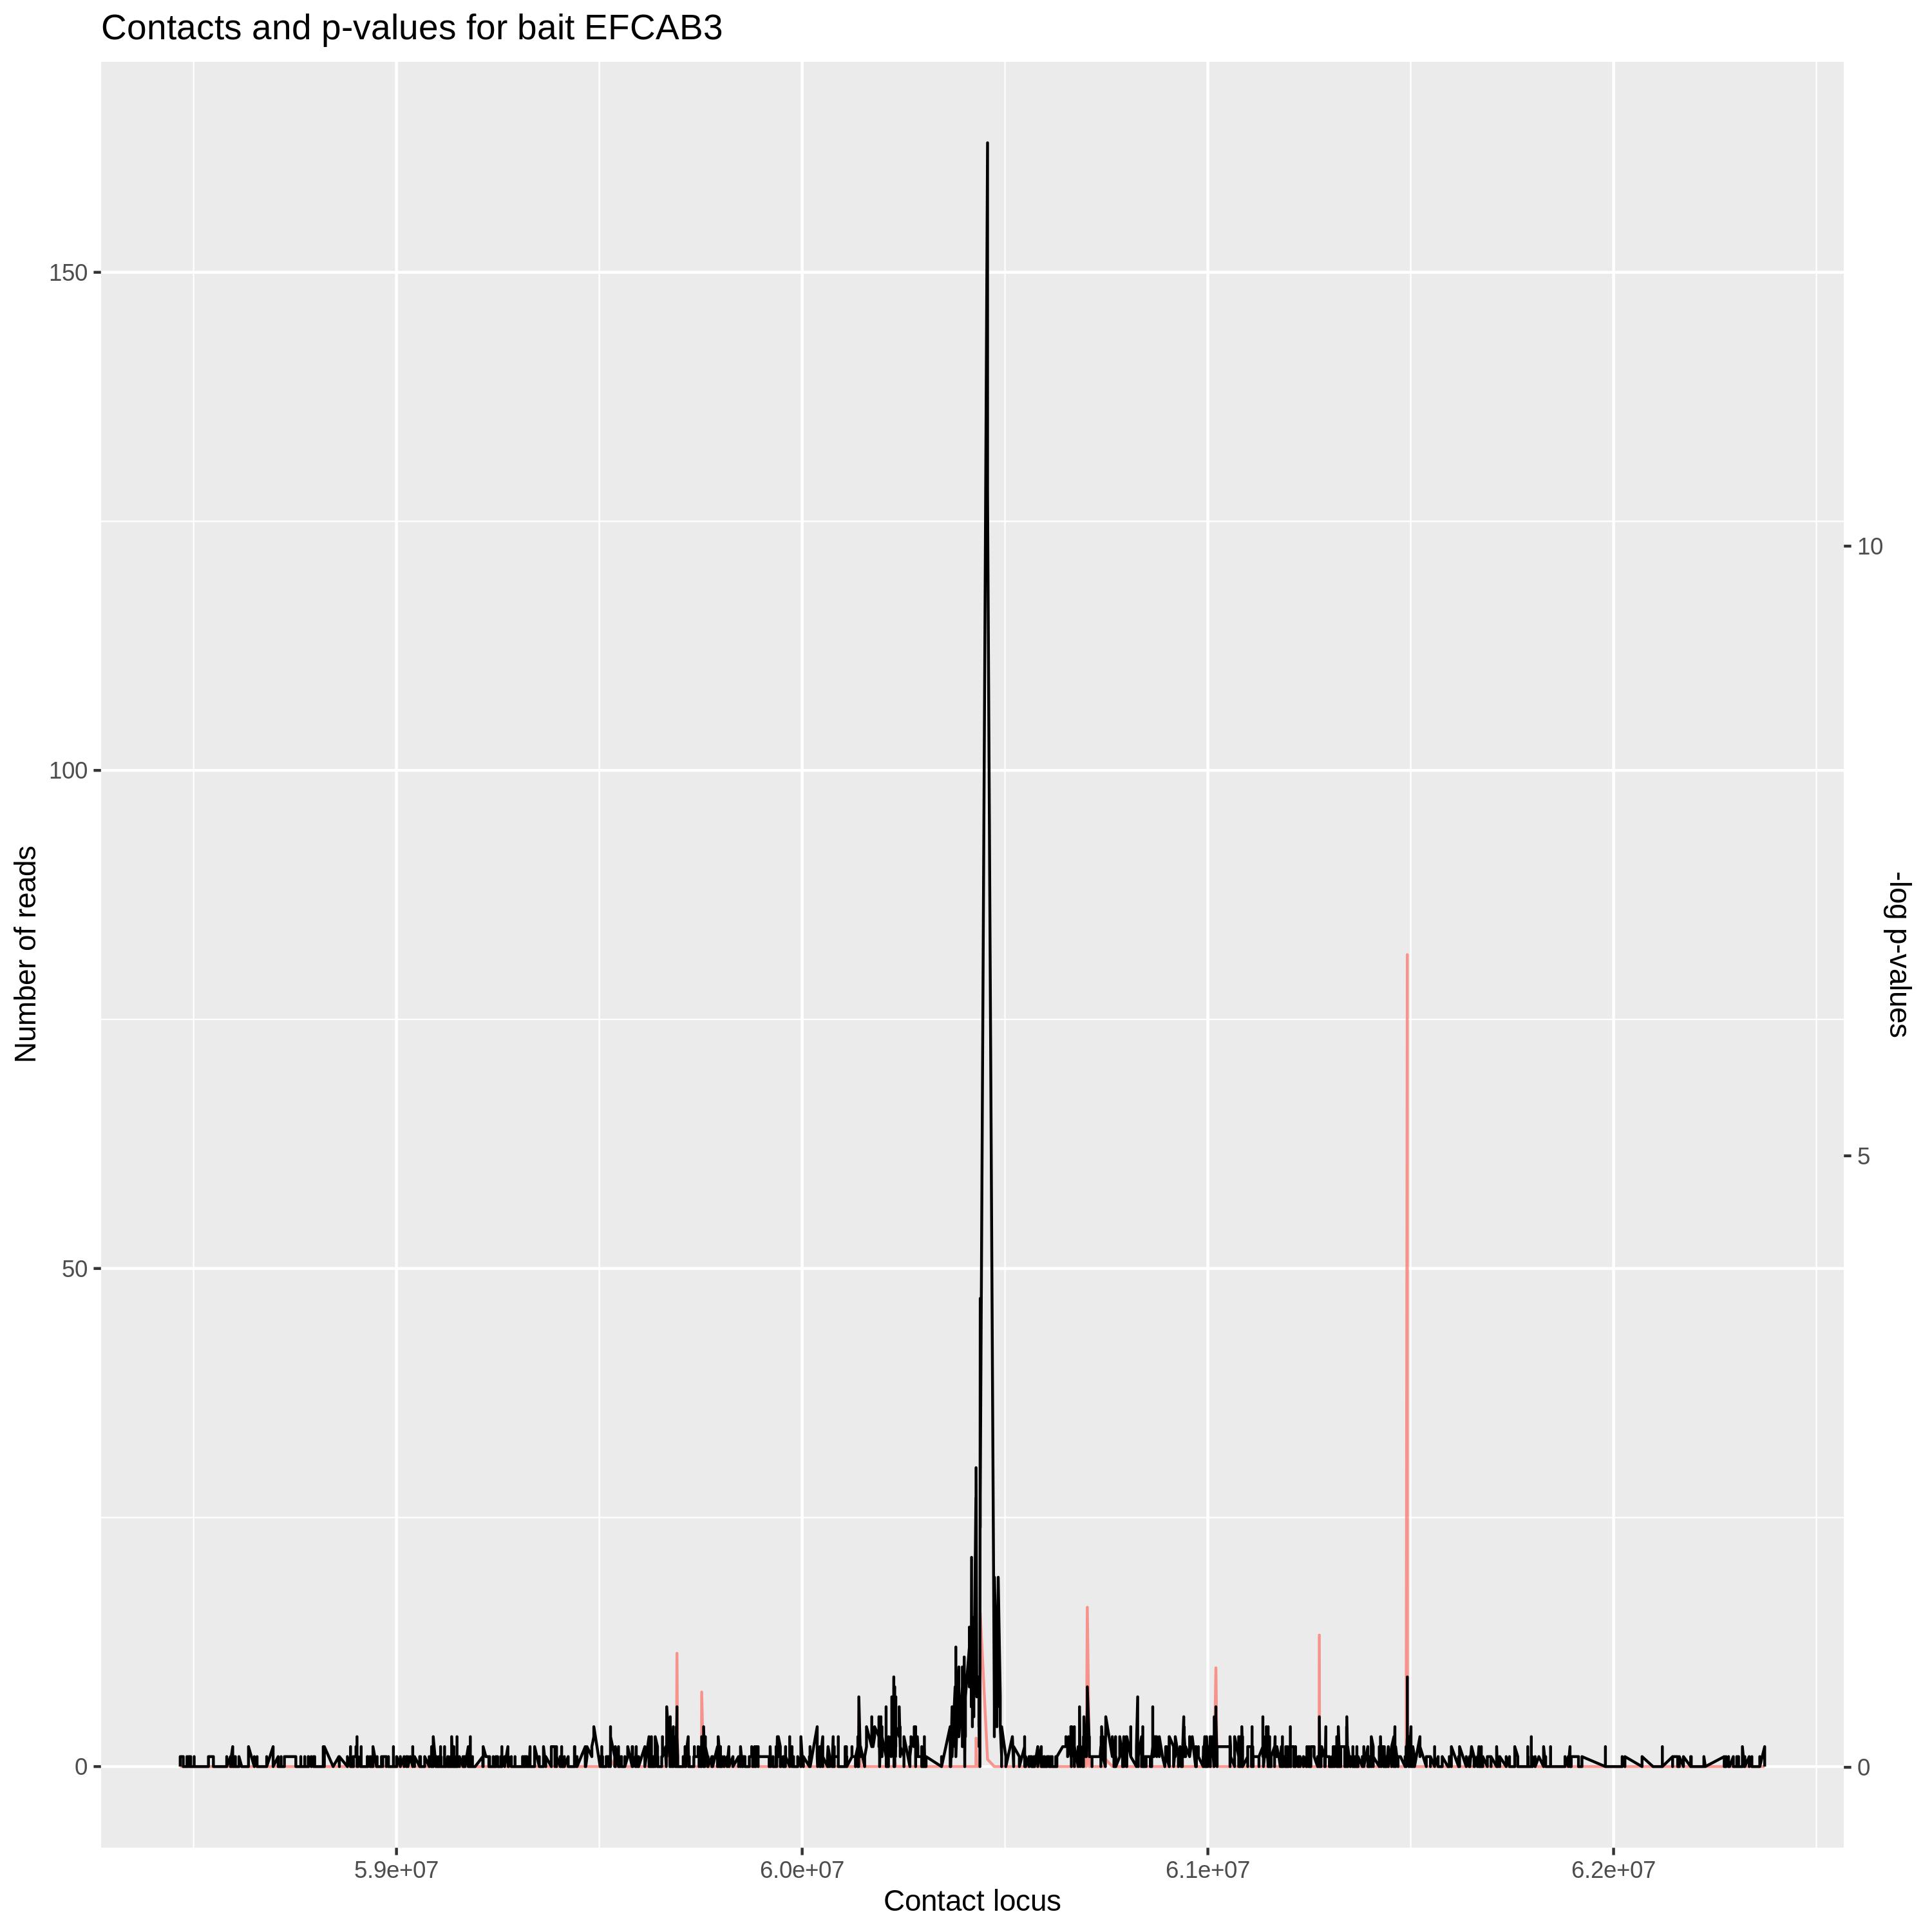 Contacts and p-values for bait EFCAB3
150
100
50
0
Number of reads
10
5
0
-log p-values
5.9e+07
6.0e+07
6.1e+07
6.2e+07
Contact locus